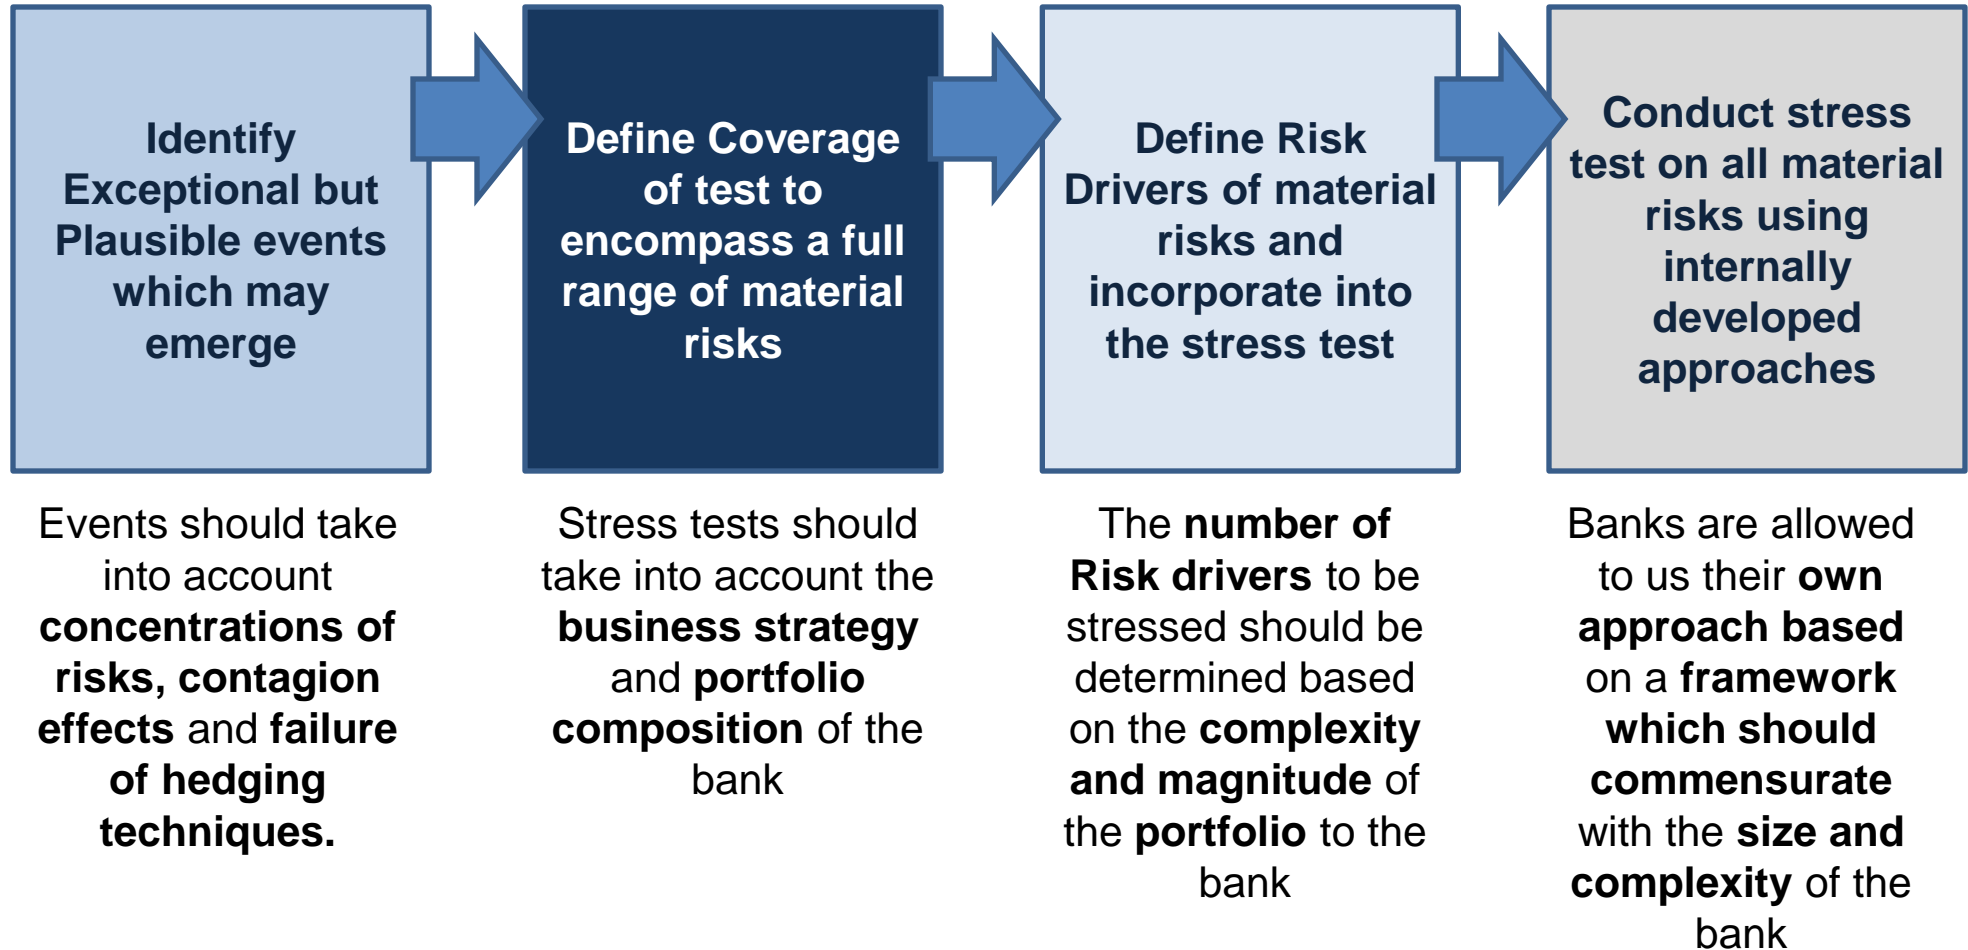 Identify
Exceptional but
Plausible events
which may
emerge
Define Coverage
of test to
encompass a full
range of material
risks
Define Risk
Drivers of material
risks and
incorporate into
the stress test
Conduct stress
test on all material
risks using
internally
developed
approaches
Events should take
into account
concentrations of
risks, contagion
effects and failure
of hedging
techniques.
Stress tests should
take into account the
business strategy
and portfolio
composition of the
bank
The number of
Risk drivers to be
stressed should be
determined based
on the complexity
and magnitude of
the portfolio to the
bank
Banks are allowed
to us their own
approach based
on a framework
which should
commensurate
with the size and
complexity of the
bank